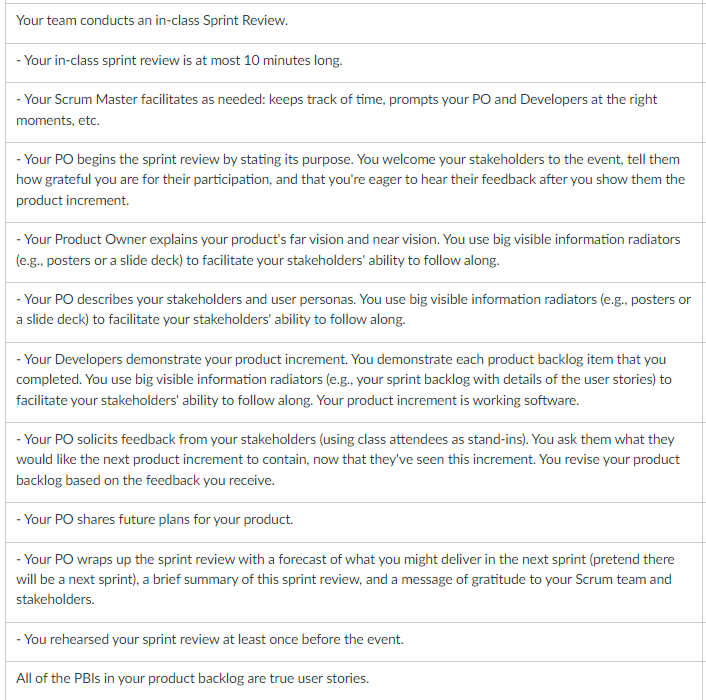 Your team conducts an in-class Sprint Review.
- Your in-class sprint review is at most 10 minutes long.
- Your Scrum Master facilitates as needed: keeps track of time, prompts your PO and Developers at the right
moments, etc.
- Your PO begins the sprint review by stating its purpose. You welcome your stakeholders to the event, tell them
how grateful you are for their participation, and that you're eager to hear their feedback after you show them the
product increment.
- Your Product Owner explains your product's far vision and near vision. You use big visible information radiators
(e.g., posters or a slide deck) to facilitate your stakeholders' ability to follow along.
- Your PO describes your stakeholders and user personas. You use big visible information radiators (e.g., posters or
a slide deck) to facilitate your stakeholders' ability to follow along.
- Your Developers demonstrate your product increment. You demonstrate each product backlog item that you
completed. You use big visible information radiators (e.g., your sprint backlog with details of the user stories) to
facilitate your stakeholders' ability to follow along. Your product increment is working software.
- Your PO solicits feedback from your stakeholders (using class attendees as stand-ins). You ask them what they
would like the next product increment to contain, now that they've seen this increment. You revise your product
backlog based on the feedback you receive.
- Your PO shares future plans for your product.
- Your PO wraps up the sprint review with a forecast of what you might deliver in the next sprint (pretend there
will be a next sprint), a brief summary of this sprint review, and a message of gratitude to your Scrum team and
stakeholders.
- You rehearsed your sprint review at least once before the event.
All of the PBIs in your product backlog are true user stories.